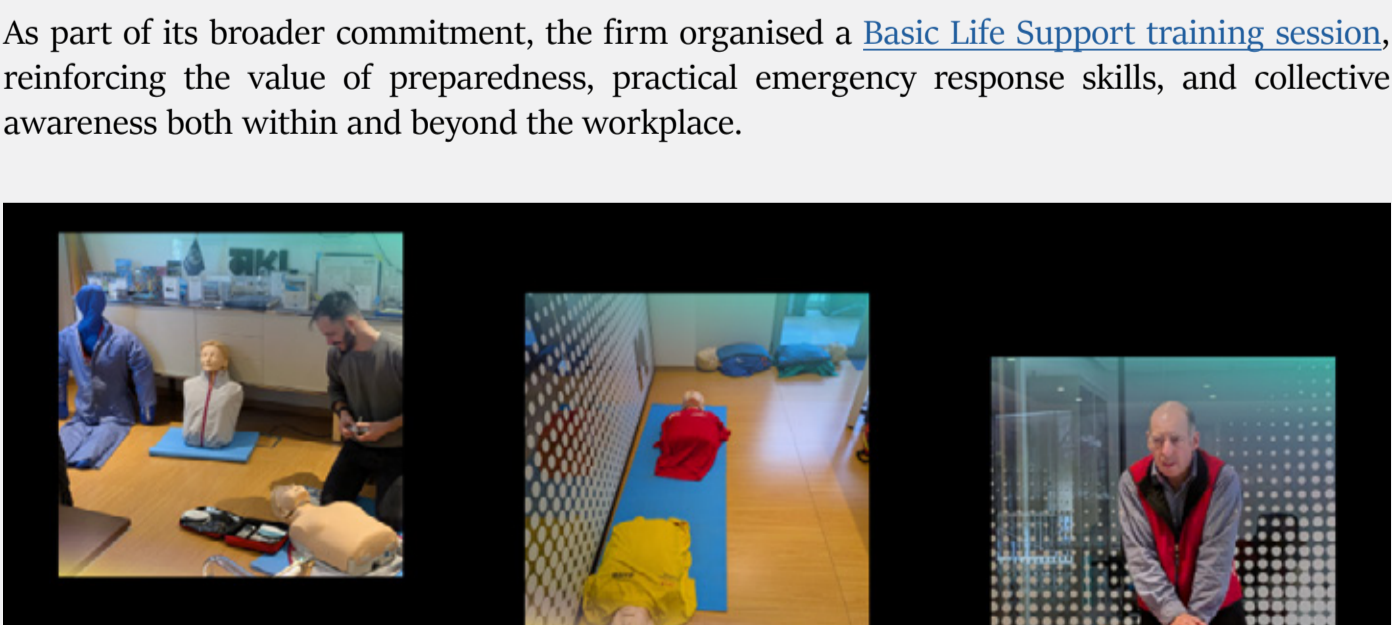 As part of its broader commitment, the firm organised a Basic Life Support training session,
reinforcing the value of preparedness, practical emergency response skills, and collective
awareness both within and beyond the workplace.